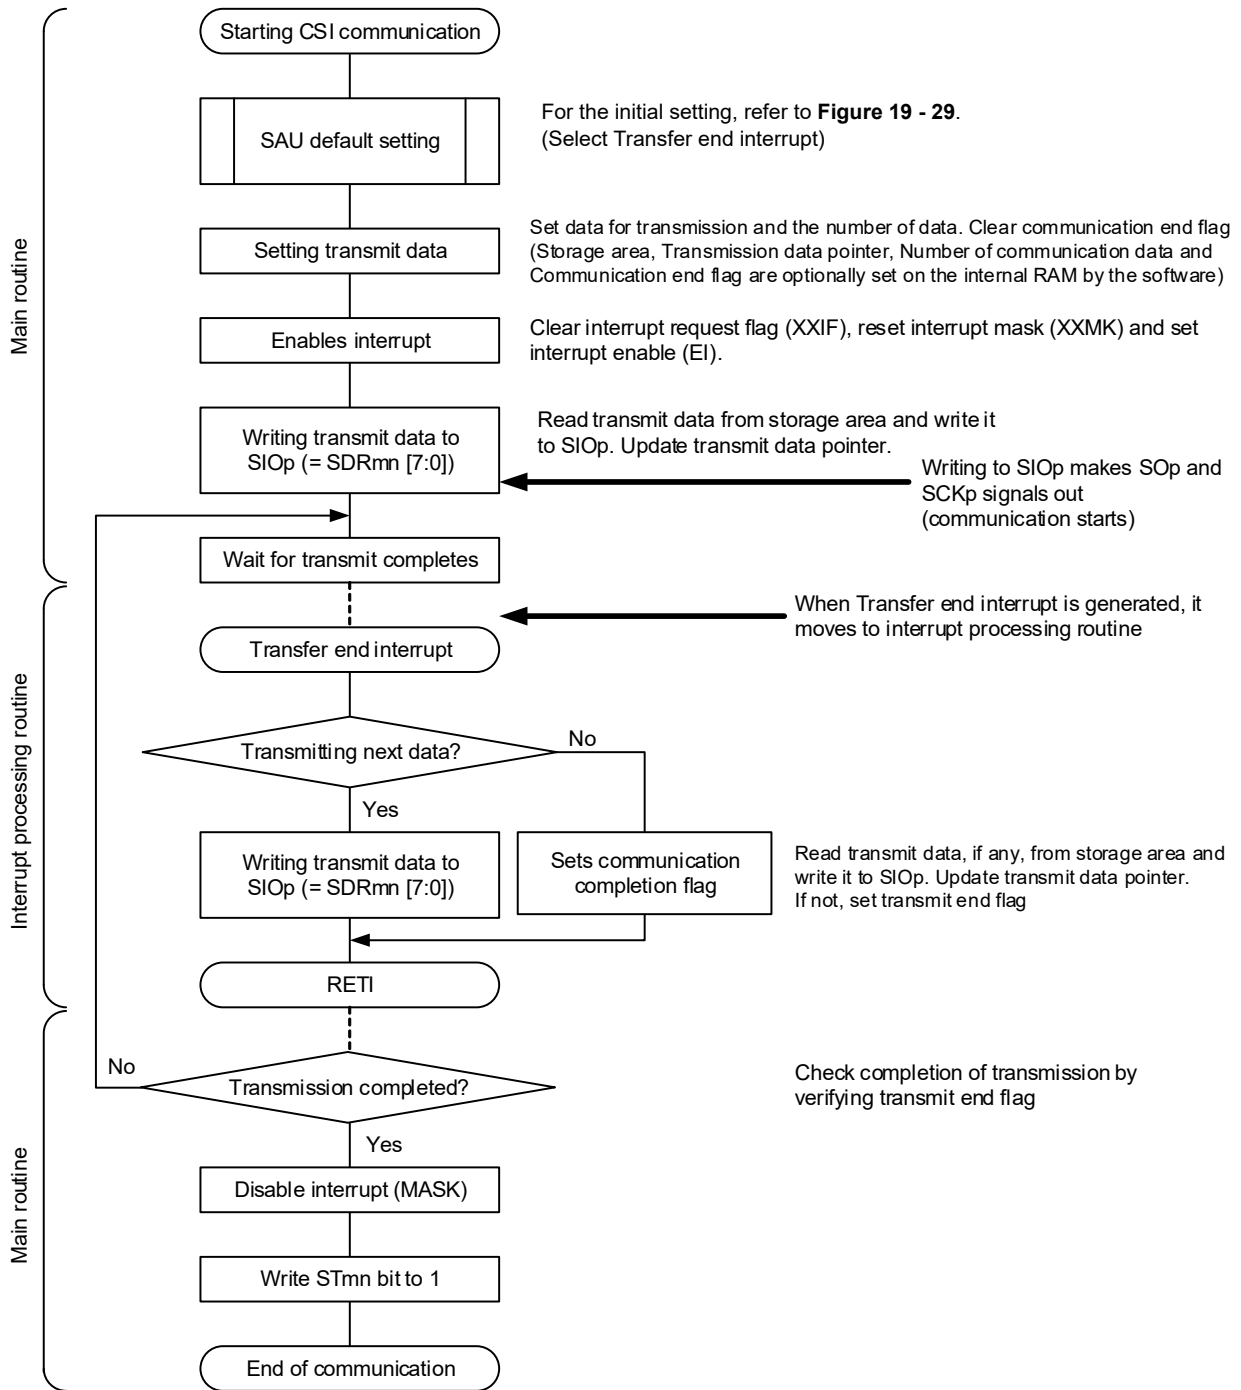 Starting CSI communication
SAU default setting
For the initial setting, refer to Figure 19 - 29.
(Select Transfer end interrupt)
Main routine
Setting transmit data
Set data for transmission and the number of data. Clear communication end flag
(Storage area, Transmission data pointer, Number of communication data and
Communication end flag are optionally set on the internal RAM by the software)
Enables interrupt
Clear interrupt request flag (XXIF), reset interrupt mask (XXMK) and set
interrupt enable (EI).
Writing transmit data to
SIOp (= SDRmn [7:0])
Read transmit data from storage area and write it
to SIOp. Update transmit data pointer.
Writing to SIOp makes SOp and
SCKp signals out
(communication starts)
Wait for transmit completes
When Transfer end interrupt is generated, it
moves to interrupt processing routine
Transfer end interrupt
Interrupt processing routine
Transmitting next data?
No
Yes
Writing transmit data to
SIOp (= SDRmn [7:0])
Sets communication
completion flag
Read transmit data, if any, from storage area and
write it to SIOp. Update transmit data pointer.
If not, set transmit end flag
RETI
Main routine
No
Transmission completed?
Check completion of transmission by
verifying transmit end flag
Yes
Disable interrupt (MASK)
Write STmn bit to 1
End of communication